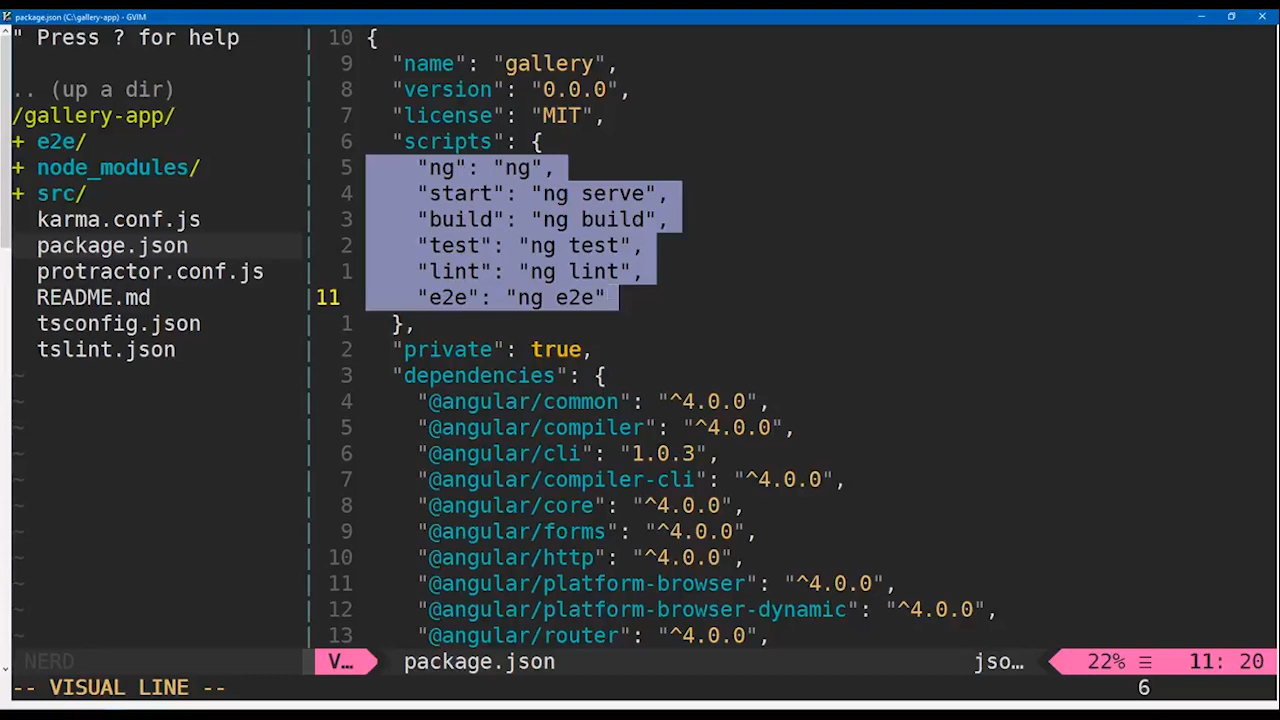 package.json (C:\gallery-app) - GVIM
" Press ? for help
.. (up a dir)
/gallery-app/
+ e2e/
+ node_modules/
+ src/
karma.conf.js
package.json
protractor.conf.js
README.md
tsconfig.json
tslint.json
~
~
~
~
~
~
~
~
~
~
~
10 {
9 "name": "gallery",
8 "version": "0.0.0",
7 "license": "MIT",
6 "scripts": {
5 "ng": "ng",
4 "start": "ng serve",
3 "build": "ng build",
2 "test": "ng test",
1 "lint": "ng lint",
11 "e2e": "ng e2e"
1 },
2 "private": true,
3 "dependencies": {
4 "@angular/common": "^4.0.0",
5 "@angular/compiler": "^4.0.0",
6 "@angular/cli": "1.0.3",
7 "@angular/compiler-cli": "^4.0.0",
8 "@angular/core": "^4.0.0",
9 "@angular/forms": "^4.0.0",
10 "@angular/http": "^4.0.0",
11 "@angular/platform-browser": "^4.0.0",
12 "@angular/platform-browser-dynamic": "^4.0.0",
13 "@angular/router": "^4.0.0",
NERD V… package.json jso… 22% ☰ 11: 20
-- VISUAL LINE -- 6